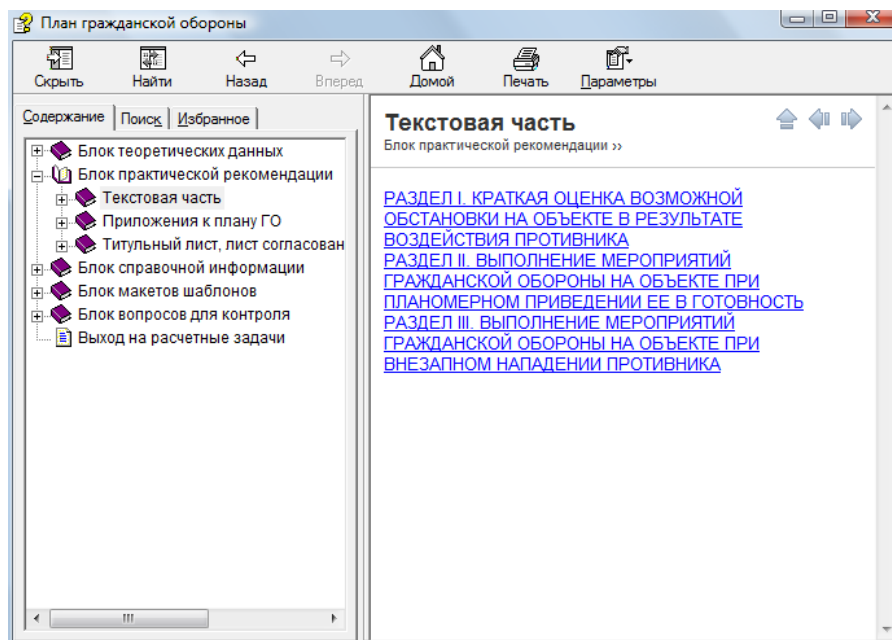 План гражданской обороны
Скрыть Найти Назад Вперед Домой Печать Параметры
Содержание Поиск Избранное
Блок теоретических данных
Блок практической рекомендации
Текстовая часть
Приложения к плану ГО
Титульный лист, лист согласован
Блок справочной информации
Блок макетов шаблонов
Блок вопросов для контроля
Выход на расчетные задачи
Текстовая часть
Блок практической рекомендации ››
РАЗДЕЛ I. КРАТКАЯ ОЦЕНКА ВОЗМОЖНОЙ
ОБСТАНОВКИ НА ОБЪЕКТЕ В РЕЗУЛЬТАТЕ
ВОЗДЕЙСТВИЯ ПРОТИВНИКА
РАЗДЕЛ II. ВЫПОЛНЕНИЕ МЕРОПРИЯТИЙ
ГРАЖДАНСКОЙ ОБОРОНЫ НА ОБЪЕКТЕ ПРИ
ПЛАНОМЕРНОМ ПРИВЕДЕНИИ ЕЕ В ГОТОВНОСТЬ
РАЗДЕЛ III. ВЫПОЛНЕНИЕ МЕРОПРИЯТИЙ
ГРАЖДАНСКОЙ ОБОРОНЫ НА ОБЪЕКТЕ ПРИ
ВНЕЗАПНОМ НАПАДЕНИИ ПРОТИВНИКА